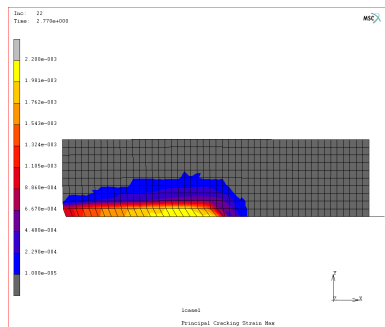 Inc: 22
Time: 2.770e+000
MSC
2.200e-003
1.981e-003
1.762e-003
1.543e-003
1.324e-003
1.105e-003
8.860e-004
6.670e-004
4.480e-004
2.290e-004
1.000e-005
lcase1
Z
Y X
Principal Cracking Strain Max